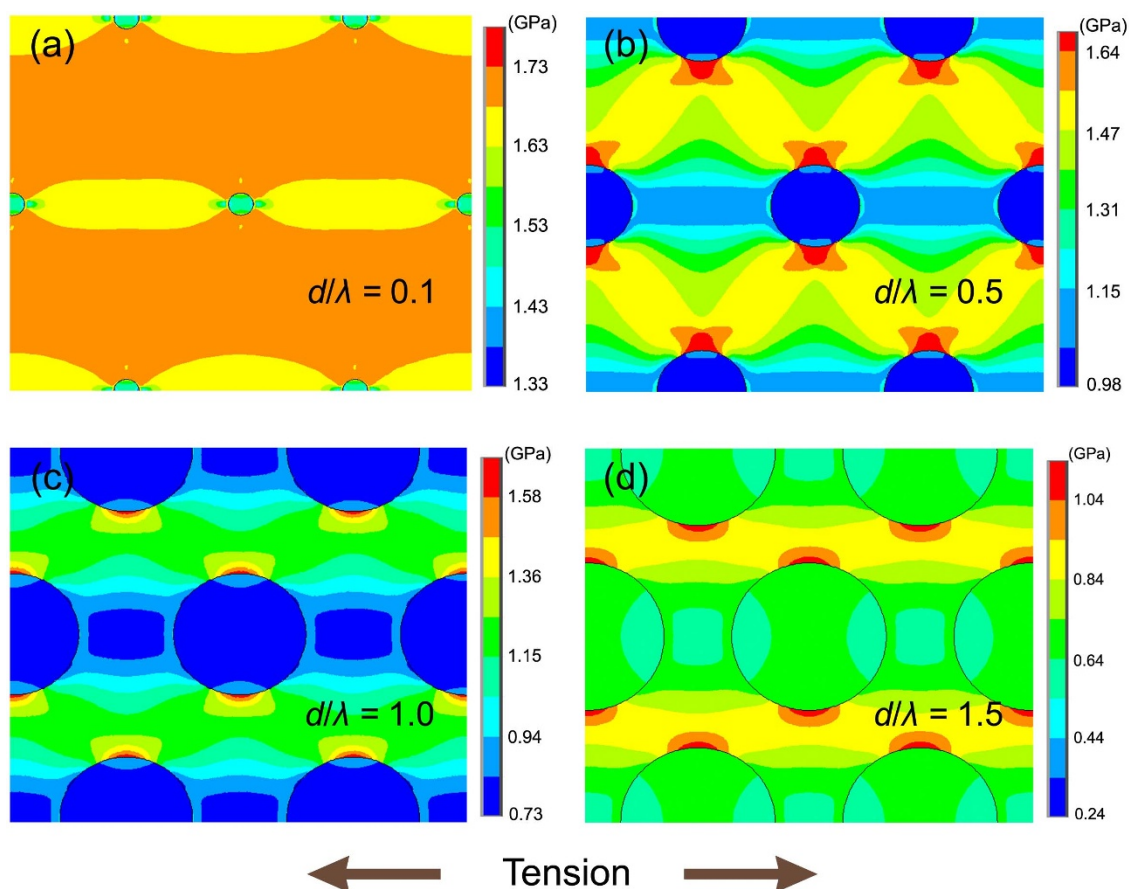 (a)
d/λ = 0.1
(GPa)
1.73
1.63
1.53
1.43
1.33
(b)
d/λ = 0.5
(GPa)
1.64
1.47
1.31
1.15
0.98
(c)
d/λ = 1.0
(GPa)
1.58
1.36
1.15
0.94
0.73
(d)
d/λ = 1.5
(GPa)
1.04
0.84
0.64
0.44
0.24
Tension